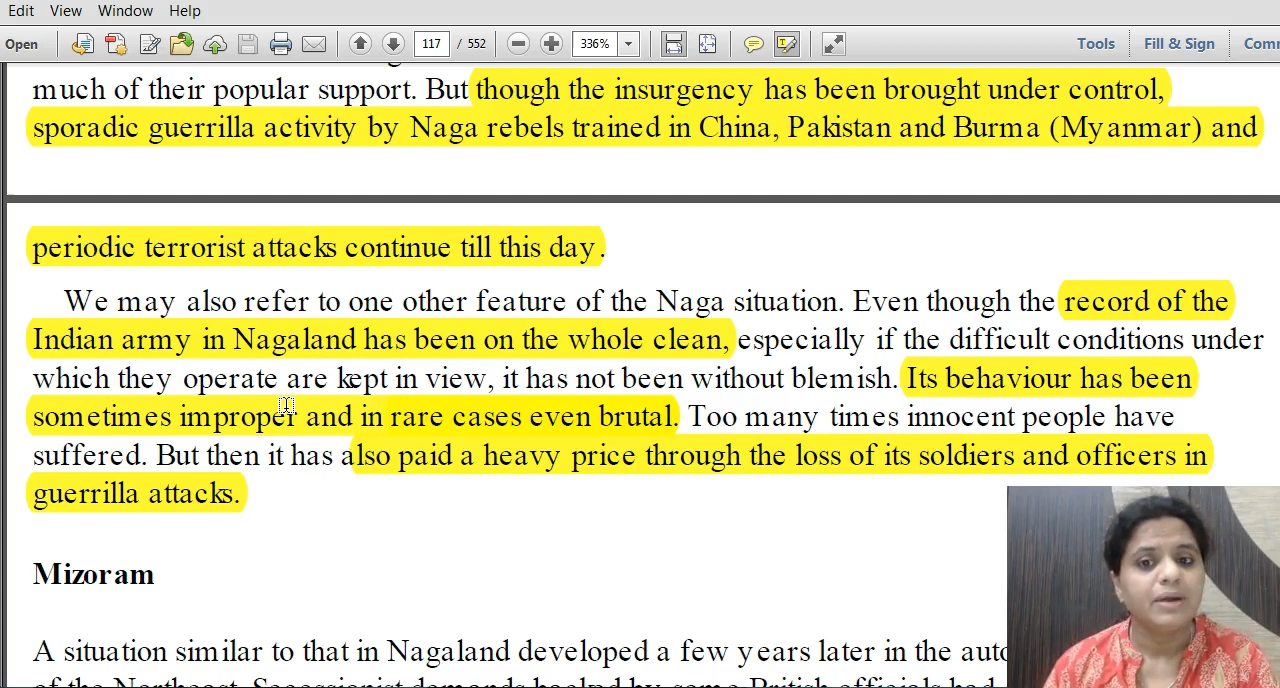 Edit View Window Help
Open 117 / 552 336% Tools Fill & Sign
much of their popular support. But though the insurgency has been brought under control,
sporadic guerrilla activity by Naga rebels trained in China, Pakistan and Burma (Myanmar) and
periodic terrorist attacks continue till this day.
We may also refer to one other feature of the Naga situation. Even though the record of the
Indian army in Nagaland has been on the whole clean, especially if the difficult conditions under
which they operate are kept in view, it has not been without blemish. Its behaviour has been
sometimes improper and in rare cases even brutal. Too many times innocent people have
suffered. But then it has also paid a heavy price through the loss of its soldiers and officers in
guerrilla attacks.
Mizoram
A situation similar to that in Nagaland developed a few years later in the